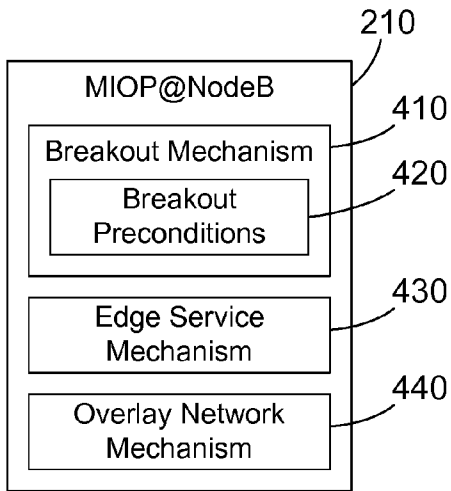 210
MIOP@NodeB
410
Breakout Mechanism
420
Breakout
Preconditions
430
Edge Service
Mechanism
440
Overlay Network
Mechanism